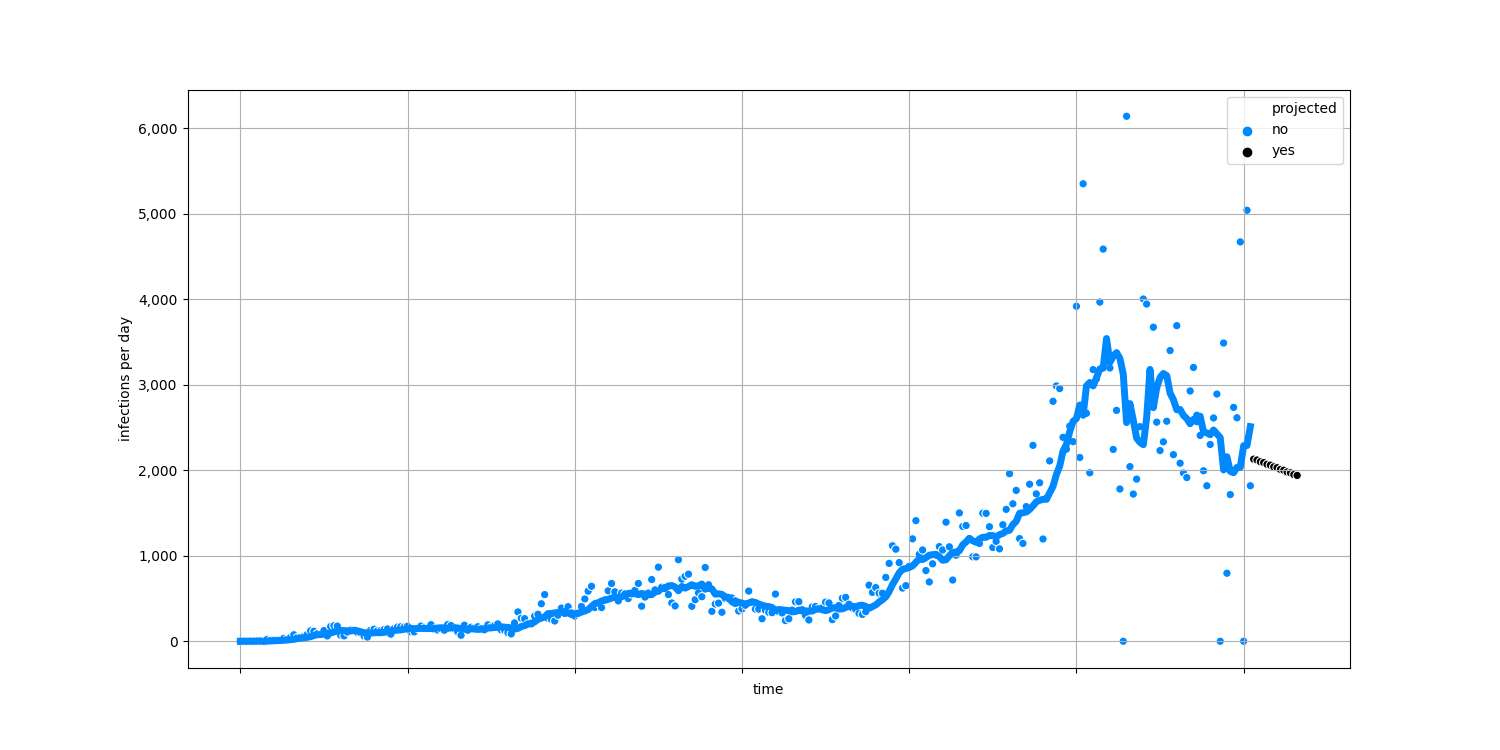 projected
no
yes
6,000
5,000
4,000
3,000
2,000
1,000
0
infections per day
time